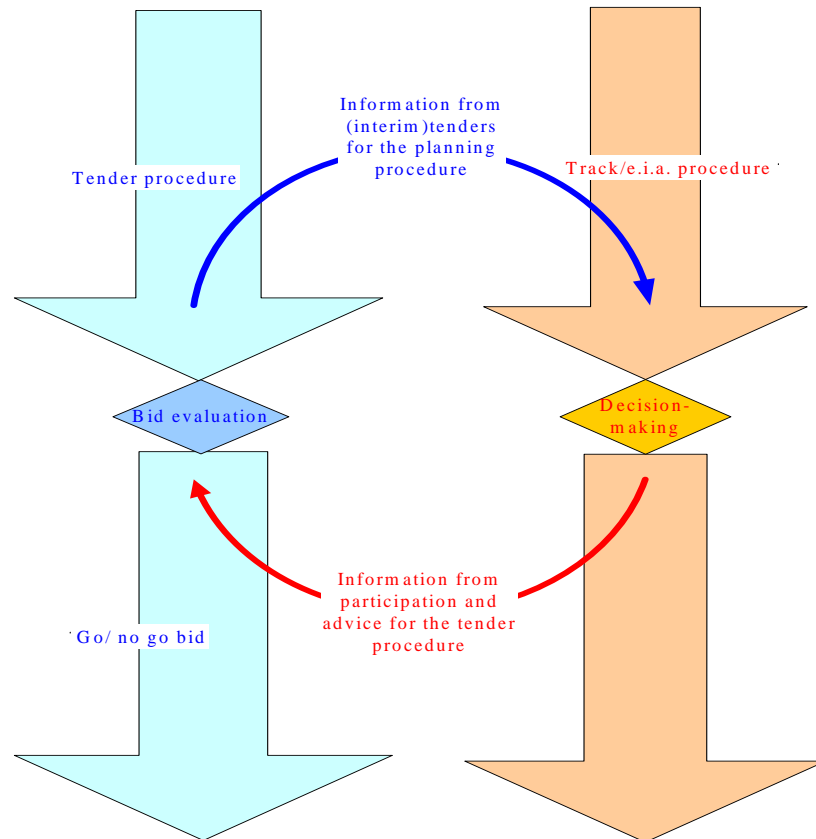 Information from
(interim)tenders
for the planning
procedure
Tender procedure
Track/e.i.a. procedure
Bid evaluation
Decision-
making
Information from
participation and
advice for the tender
procedure
Go/ no go bid